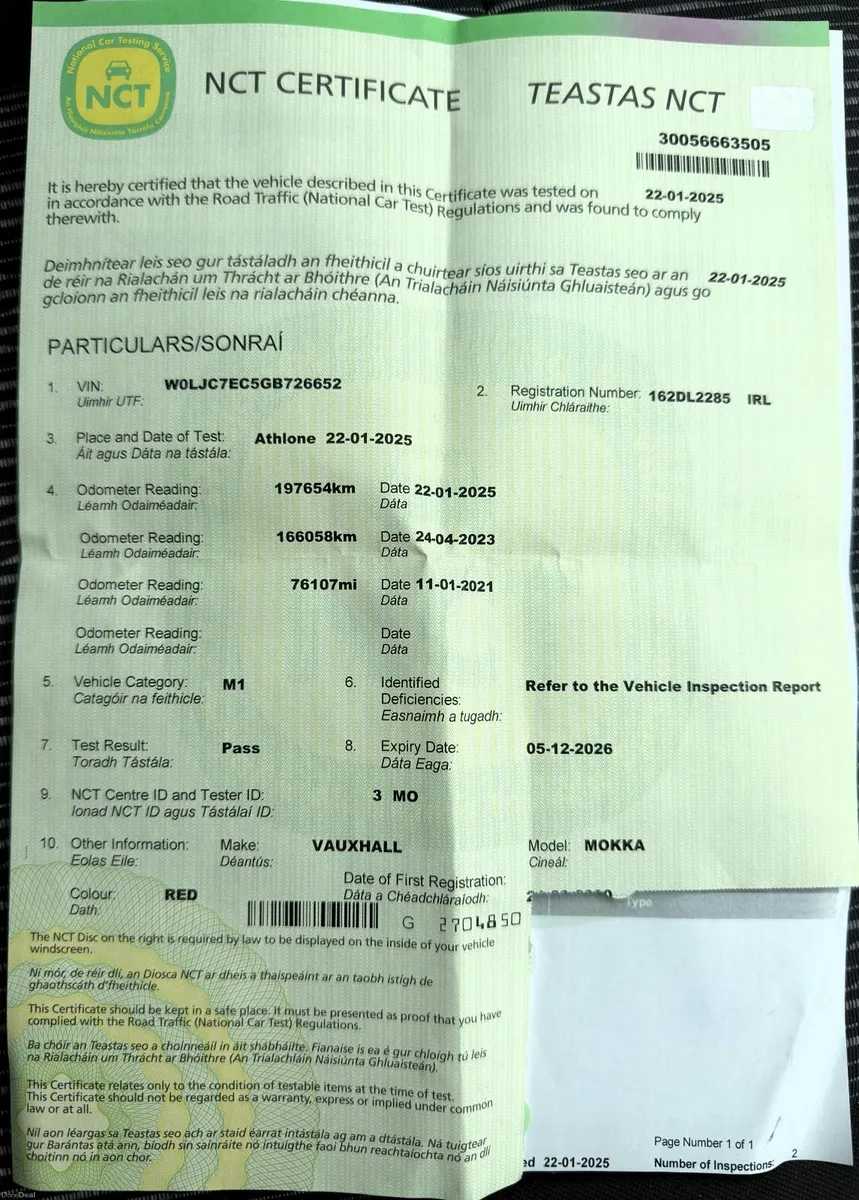 National Car Testing Service
NCT
An tSeirbhís Náisiúnta Tástála Carranna
NCT CERTIFICATE TEASTAS NCT
30056663505
It is hereby certified that the vehicle described in this Certificate was tested on 22-01-2025
in accordance with the Road Traffic (National Car Test) Regulations and was found to comply
therewith.
Deimhnítear leis seo gur tástáladh an fheithicil a chuirtear síos uirthi sa Teastas seo ar an 22-01-2025
de réir na Rialachán um Thrácht ar Bhóithre (An Trialacháin Náisiúnta Ghluaisteán) agus go
gcloíonn an fheithicil leis na rialacháin chéanna.
PARTICULARS/SONRAÍ
1. VIN: W0LJC7EC5GB726652 2. Registration Number: 162DL2285 IRL
Uimhir UTF: Uimhir Chláraithe:
3. Place and Date of Test: Athlone 22-01-2025
Áit agus Dáta na tástála:
4. Odometer Reading: 197654km Date 22-01-2025
Léamh Odaiméadair: Dáta
Odometer Reading: 166058km Date 24-04-2023
Léamh Odaiméadair: Dáta
Odometer Reading: 76107mi Date 11-01-2021
Léamh Odaiméadair: Dáta
Odometer Reading: Date
Léamh Odaiméadair: Dáta
5. Vehicle Category: M1 6. Identified Refer to the Vehicle Inspection Report
Catagóir na feithicle: Deficiencies:
Easnaimh a tugadh:
7. Test Result: Pass 8. Expiry Date: 05-12-2026
Toradh Tástála: Dáta Eaga:
9. NCT Centre ID and Tester ID: 3 MO
Ionad NCT ID agus Tástálaí ID:
10. Other Information: Make: VAUXHALL Model: MOKKA
Eolas Eile: Déantús: Cineál:
Date of First Registration:
Colour: RED Dáta a Chéadchláraíodh:
Dath:
Type
G 2704850
The NCT Disc on the right is required by law to be displayed on the inside of your vehicle
windscreen.
Ní mór, de réir dlí, an Diosca NCT ar dheis a thaispeáint ar an taobh istigh de
ghaothscáth d'fheithicle.
This Certificate should be kept in a safe place. It must be presented as proof that you have
complied with the Road Traffic (National Car Test) Regulations.
Ba chóir an Teastas seo a choinneáil in áit shábháilte. Fianaise is ea é gur chloígh tú leis
na Rialacháin um Thrácht ar Bhóithre (An Trialachláin Náisiúnta Ghluaisteán).
This Certificate relates only to the condition of testable items at the time of test.
This Certificate should not be regarded as a warranty, express or implied under common
law or at all.
Níl aon léargas sa Teastas seo ach ar staid éarraí intástála ag am a dtástála. Ná tuigtear
gur Barántas atá ann, bíodh sin sainráite nó intuigthe faoi bhun reachtaíochta nó an dlí
choitinn nó in aon chor.
Page Number 1 of 1
ed 22-01-2025 Number of Inspections: 2
DoneDeal